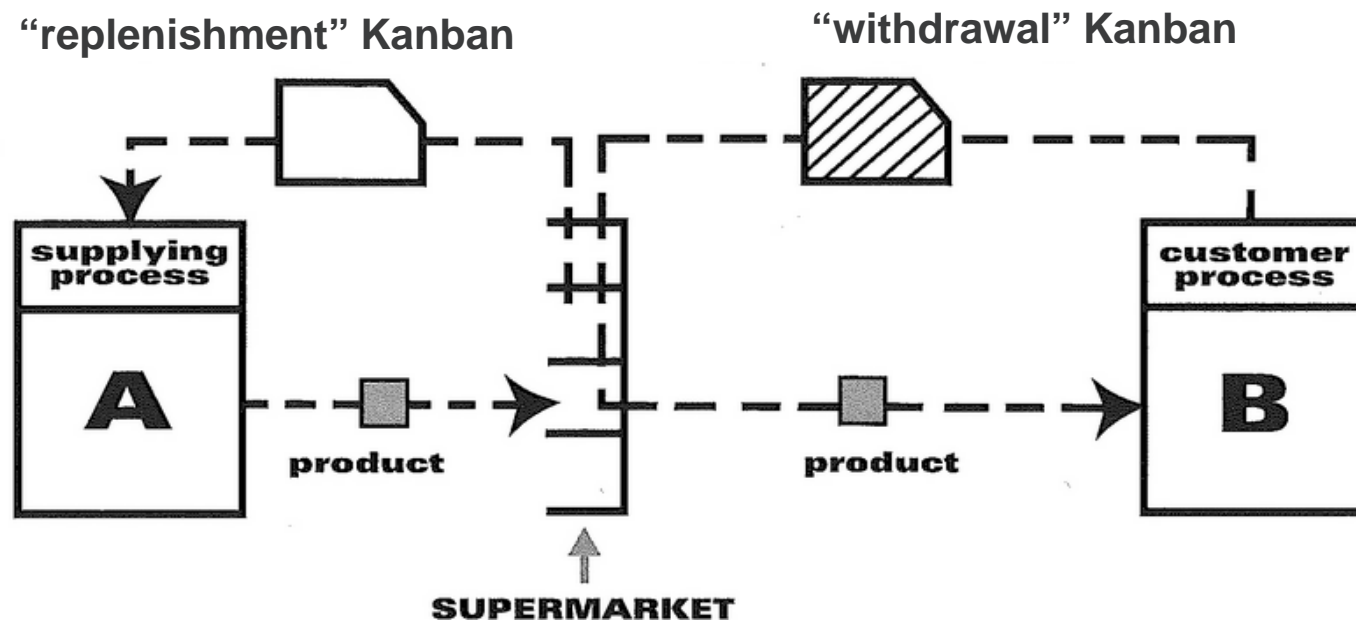 “replenishment” Kanban
“withdrawal” Kanban
supplying
process
customer
process
A
B
product
product
SUPERMARKET